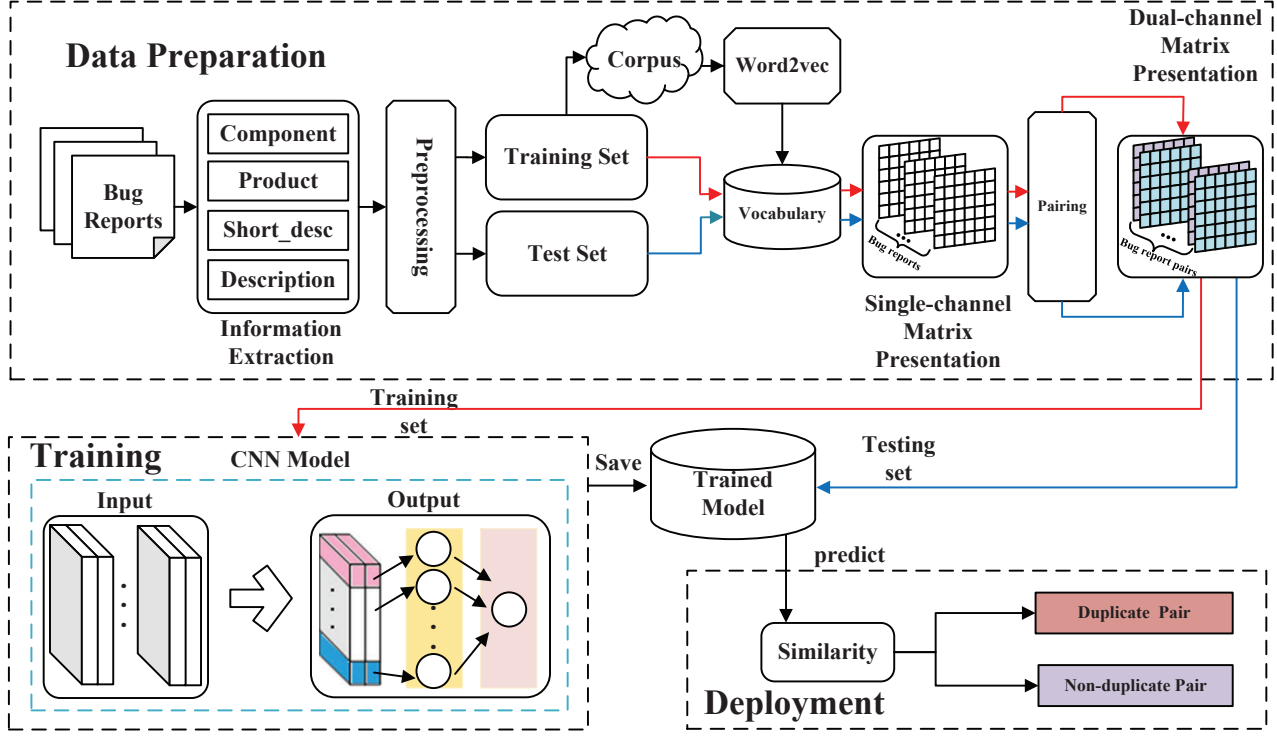 Data Preparation
Bug
Reports
Component
Product
Short_desc
Description
Information
Extraction
Preprocessing
Training Set
Test Set
Corpus
Word2vec
Vocabulary
Bug reports
Single-channel
Matrix
Presentation
Pairing
Dual-channel
Matrix
Presentation
Bug report pairs
Training
set
Training
CNN Model
Input
Output
Save
Trained
Model
Testing
set
predict
Similarity
Duplicate Pair
Non-duplicate Pair
Deployment